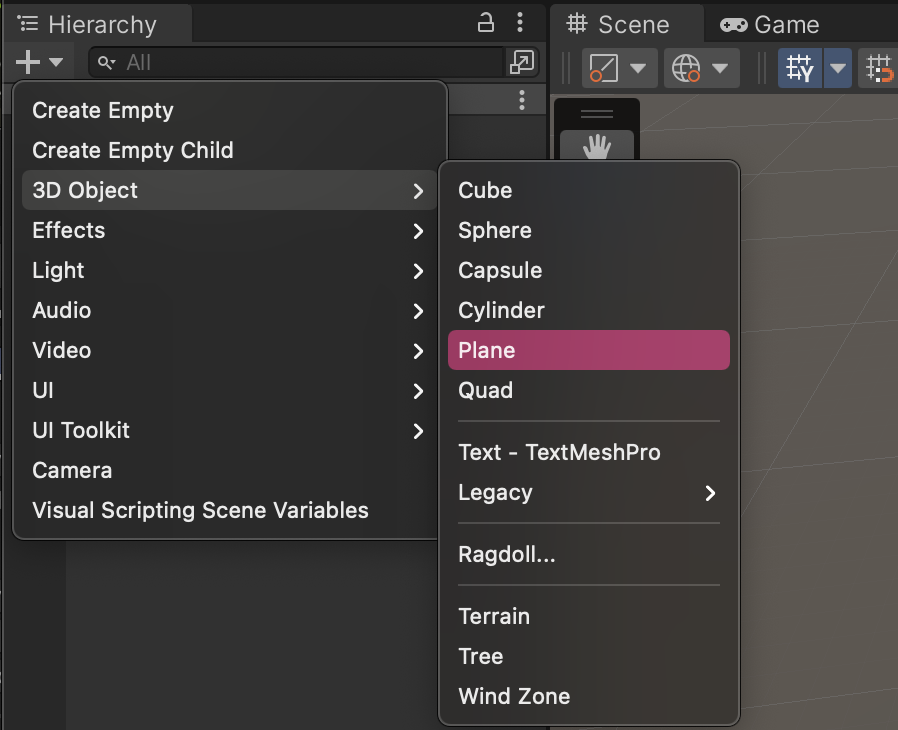 Hierarchy
Scene
Game
All
Create Empty
Create Empty Child
3D Object
Effects
Light
Audio
Video
UI
UI Toolkit
Camera
Visual Scripting Scene Variables
Cube
Sphere
Capsule
Cylinder
Plane
Quad
Text - TextMeshPro
Legacy
Ragdoll...
Terrain
Tree
Wind Zone